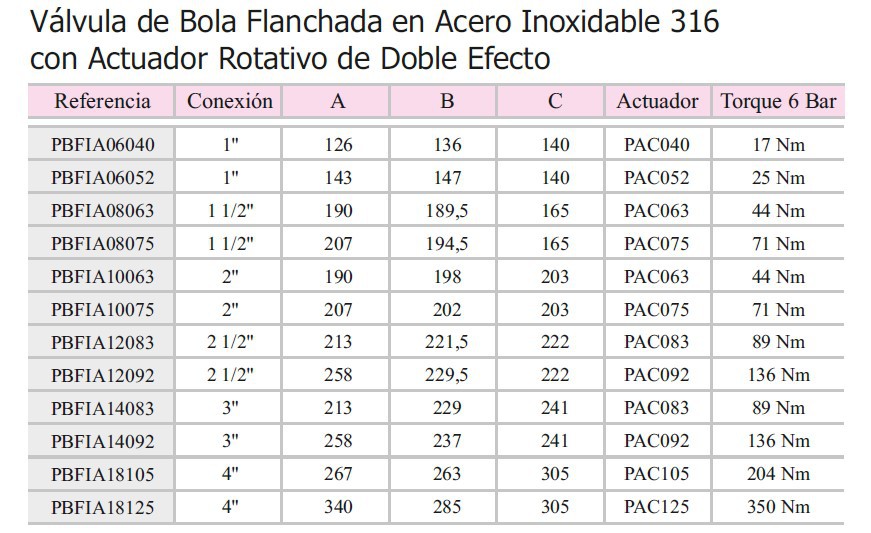 Válvula de Bola Flanchada en Acero Inoxidable 316
con Actuador Rotativo de Doble Efecto
Referencia Conexión A B C Actuador Torque 6 Bar
PBFIA06040 1" 126 136 140 PAC040 17 Nm
PBFIA06052 1" 143 147 140 PAC052 25 Nm
PBFIA08063 1 1/2" 190 189,5 165 PAC063 44 Nm
PBFIA08075 1 1/2" 207 194,5 165 PAC075 71 Nm
PBFIA10063 2" 190 198 203 PAC063 44 Nm
PBFIA10075 2" 207 202 203 PAC075 71 Nm
PBFIA12083 2 1/2" 213 221,5 222 PAC083 89 Nm
PBFIA12092 2 1/2" 258 229,5 222 PAC092 136 Nm
PBFIA14083 3" 213 229 241 PAC083 89 Nm
PBFIA14092 3" 258 237 241 PAC092 136 Nm
PBFIA18105 4" 267 263 305 PAC105 204 Nm
PBFIA18125 4" 340 285 305 PAC125 350 Nm